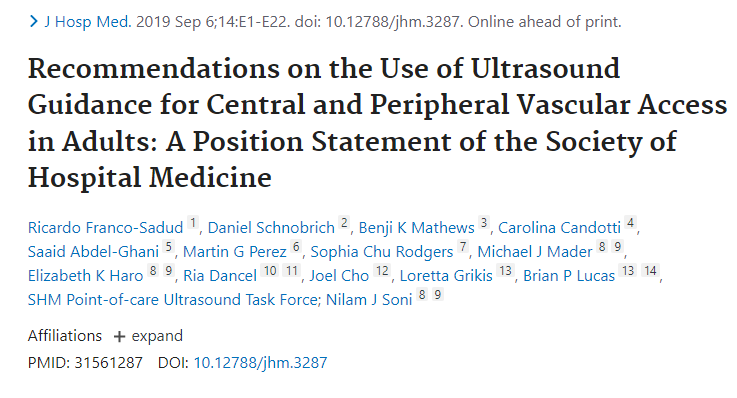 J Hosp Med. 2019 Sep 6;14:E1-E22. doi: 10.12788/jhm.3287. Online ahead of print.
Recommendations on the Use of Ultrasound
Guidance for Central and Peripheral Vascular Access
in Adults: A Position Statement of the Society of
Hospital Medicine
Ricardo Franco-Sadud 1, Daniel Schnobrich 2, Benji K Mathews 3, Carolina Candotti 4,
Saaid Abdel-Ghani 5, Martin G Perez 6, Sophia Chu Rodgers 7, Michael J Mader 8 9,
Elizabeth K Haro 8 9, Ria Dancel 10 11, Joel Cho 12, Loretta Grikis 13, Brian P Lucas 13 14,
SHM Point-of-care Ultrasound Task Force; Nilam J Soni 8 9
Affiliations + expand
PMID: 31561287 DOI: 10.12788/jhm.3287